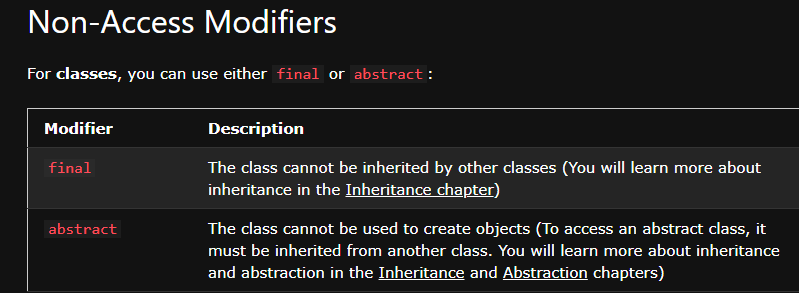 Non-Access Modifiers
For classes, you can use either final or abstract:
Modifier Description
final The class cannot be inherited by other classes (You will learn more about
inheritance in the Inheritance chapter)
abstract The class cannot be used to create objects (To access an abstract class, it
must be inherited from another class. You will learn more about inheritance
and abstraction in the Inheritance and Abstraction chapters)